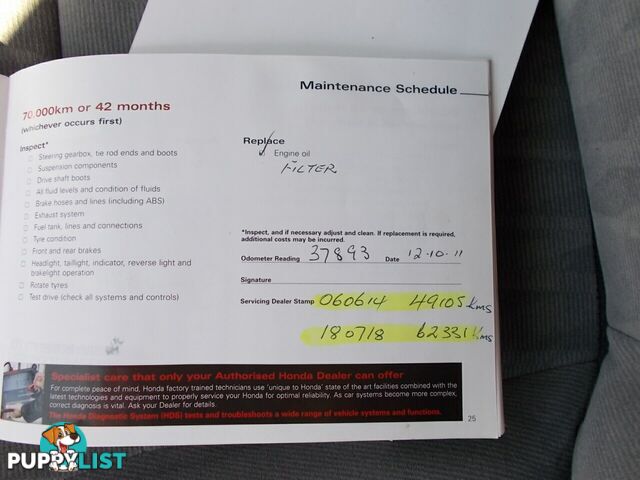 Maintenance Schedule
70,000km or 42 months
(whichever occurs first)
Inspect*
Steering gearbox, tie rod ends and boots
Suspension components
Drive shaft boots
All fluid levels and condition of fluids
Brake hoses and lines (including ABS)
Exhaust system
Fuel tank, lines and connections
Tyre condition
Front and rear brakes
Headlight, taillight, indicator, reverse light and
brakelight operation
Rotate tyres
Test drive (check all systems and controls)
Replace
Engine oil
FILTER
*Inspect, and if necessary adjust and clean. If replacement is required,
additional costs may be incurred.
Odometer Reading 37893 Date 12.10.11
Signature
Servicing Dealer Stamp 060614 49105 kms
180718 62331 kms
Specialist care that only your Authorised Honda Dealer can offer
For complete peace of mind, Honda factory trained technicians use 'unique to Honda' state of the art facilities combined with the
latest technologies and equipment to properly service your Honda for optimal reliability. As car systems become more complex,
correct diagnosis is vital. Ask your Dealer for details.
The Honda Diagnostic System (HDS) tests and troubleshoots a wide range of vehicle systems and functions.
25
PUPPYLIST